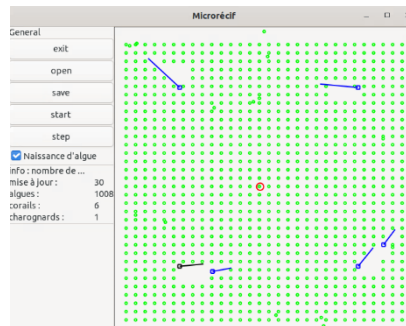 Microrécif
General
exit
open
save
start
step
Naissance d'algue
info : nombre de ...
mise à jour : 30
algues : 1008
corails : 6
charognards : 1